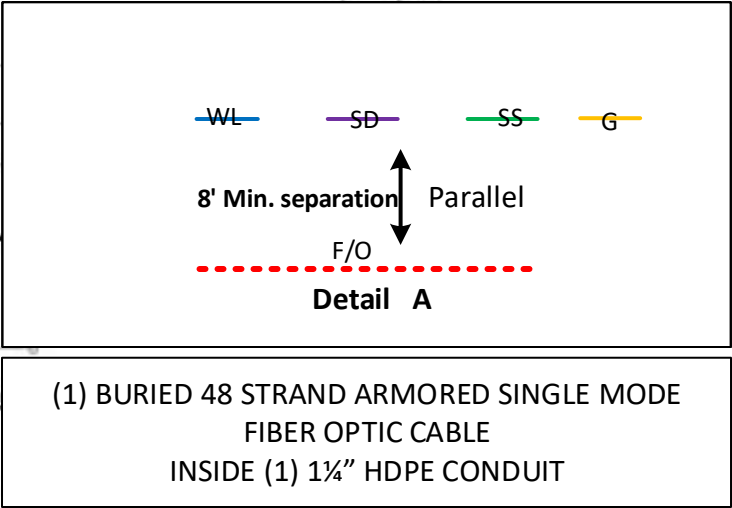 WL SD SS G
8' Min. separation Parallel
F/O
Detail A
(1) BURIED 48 STRAND ARMORED SINGLE MODE
FIBER OPTIC CABLE
INSIDE (1) 1¼” HDPE CONDUIT